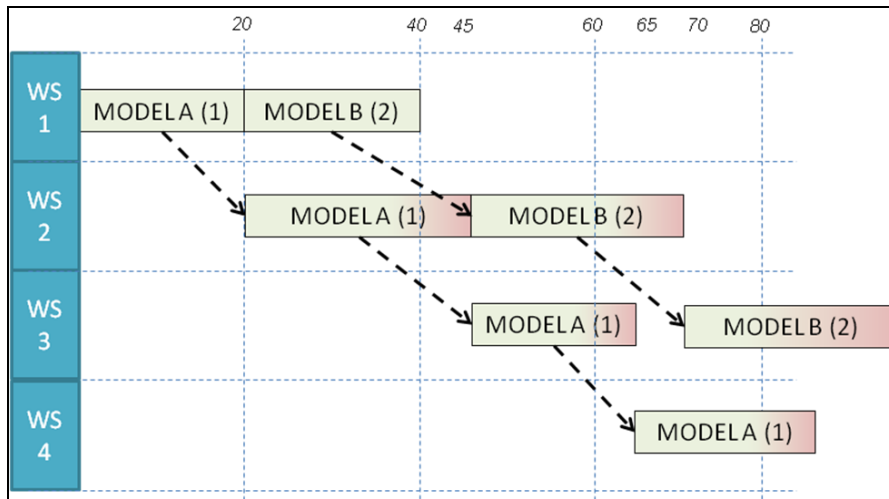 20 40 45 60 65 70 80
WS
1
MODEL A (1) MODEL B (2)
WS
2
MODEL A (1) MODEL B (2)
WS
3
MODEL A (1) MODEL B (2)
WS
4
MODEL A (1)